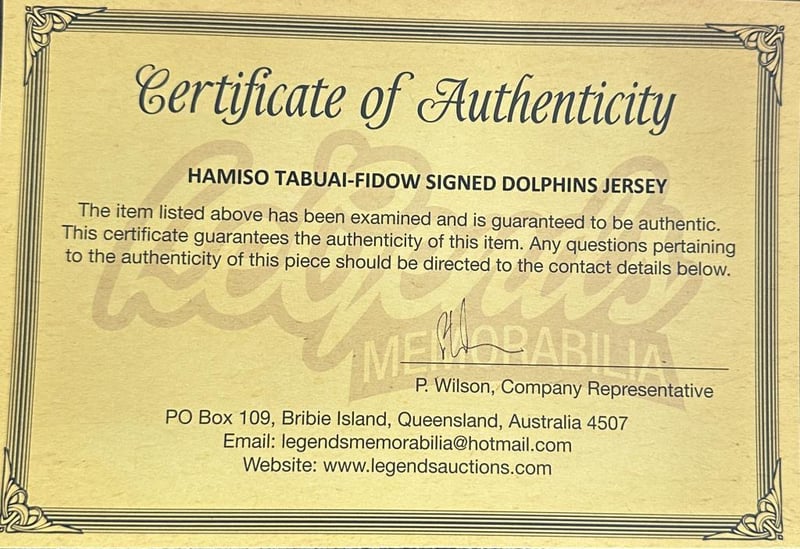 Certificate of Authenticity
HAMISO TABUAI-FIDOW SIGNED DOLPHINS JERSEY
The item listed above has been examined and is guaranteed to be authentic.
This certificate guarantees the authenticity of this item. Any questions pertaining
to the authenticity of this piece should be directed to the contact details below.
Legends
MEMORABILIA
P. Wilson, Company Representative
PO Box 109, Bribie Island, Queensland, Australia 4507
Email: legendsmemorabilia@hotmail.com
Website: www.legendsauctions.com